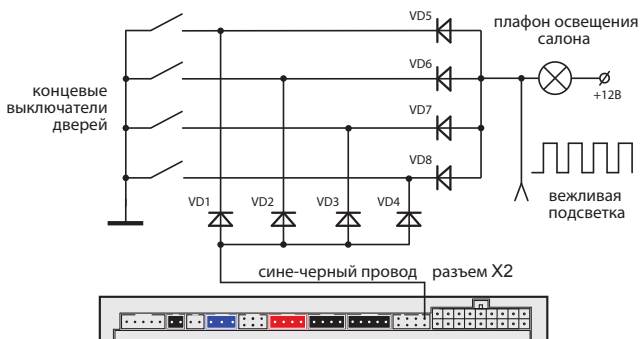 VD5
плафон освещения
салона
VD6
+12В
концевые
выключатели
дверей
VD7
VD8
VD1
VD2
VD3
VD4
вежливая
подсветка
сине-черный провод
разъем X2